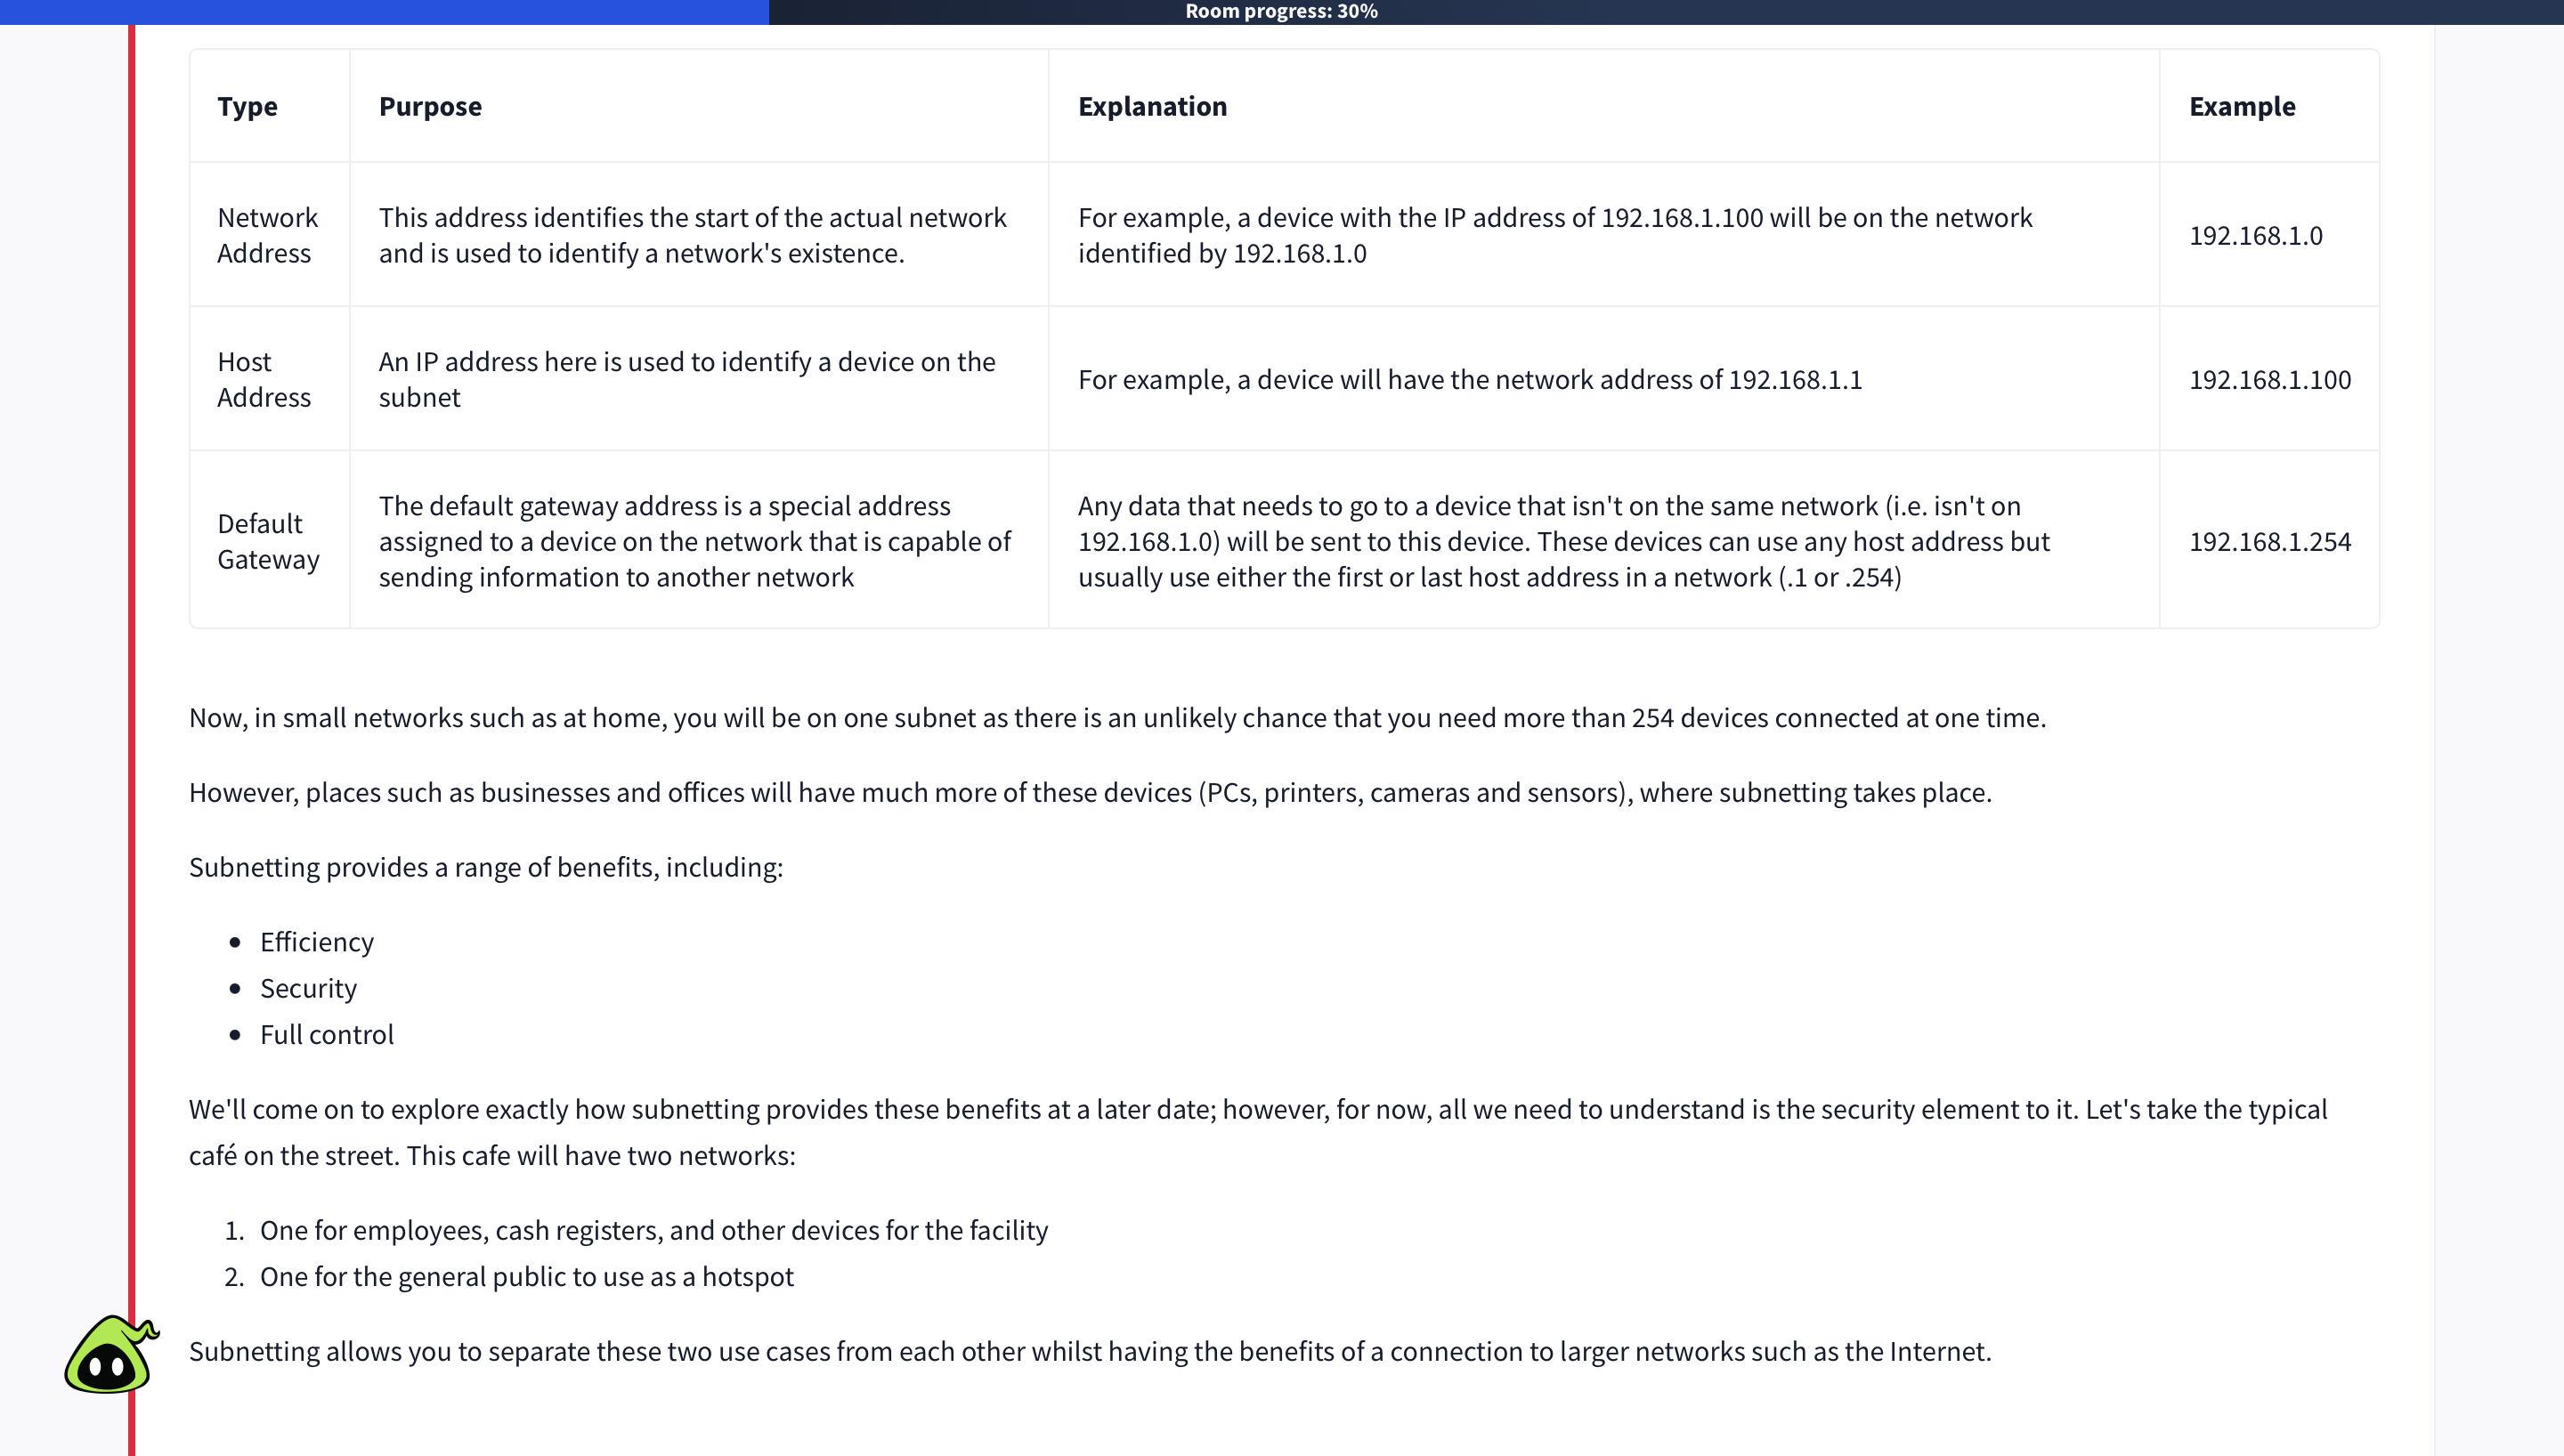 Room progress: 30%
Type Purpose Explanation Example
Network Address This address identifies the start of the actual network and is used to identify a network's existence. For example, a device with the IP address of 192.168.1.100 will be on the network identified by 192.168.1.0 192.168.1.0
Host Address An IP address here is used to identify a device on the subnet For example, a device will have the network address of 192.168.1.1 192.168.1.100
Default Gateway The default gateway address is a special address assigned to a device on the network that is capable of sending information to another network Any data that needs to go to a device that isn't on the same network (i.e. isn't on 192.168.1.0) will be sent to this device. These devices can use any host address but usually use either the first or last host address in a network (.1 or .254) 192.168.1.254
Now, in small networks such as at home, you will be on one subnet as there is an unlikely chance that you need more than 254 devices connected at one time.
However, places such as businesses and offices will have much more of these devices (PCs, printers, cameras and sensors), where subnetting takes place.
Subnetting provides a range of benefits, including:
• Efficiency
• Security
• Full control
We'll come on to explore exactly how subnetting provides these benefits at a later date; however, for now, all we need to understand is the security element to it. Let's take the typical
café on the street. This cafe will have two networks:
1. One for employees, cash registers, and other devices for the facility
2. One for the general public to use as a hotspot
Subnetting allows you to separate these two use cases from each other whilst having the benefits of a connection to larger networks such as the Internet.